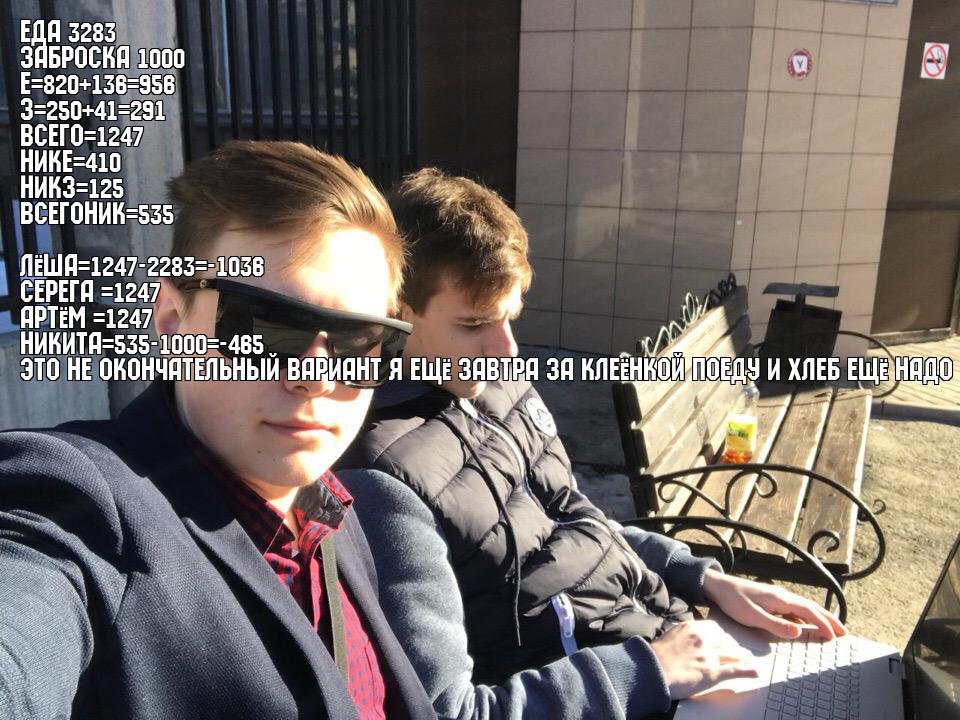 ЕДА 3283
ЗАБРОСКА 1000
Е=820+136=956
З=250+41=291
ВСЕГО=1247
НИКЕ=410
НИКЗ=125
ВСЕГОНИК=535
ЛЁША=1247-2283=-1036
СЕРЕГА =1247
АРТЁМ =1247
НИКИТА=535-1000=-465
ЭТО НЕ ОКОНЧАТЕЛЬНЫЙ ВАРИАНТ Я ЕЩЁ ЗАВТРА ЗА КЛЕЁНКОЙ ПОЕДУ И ХЛЕБ ЕЩЁ НАДО